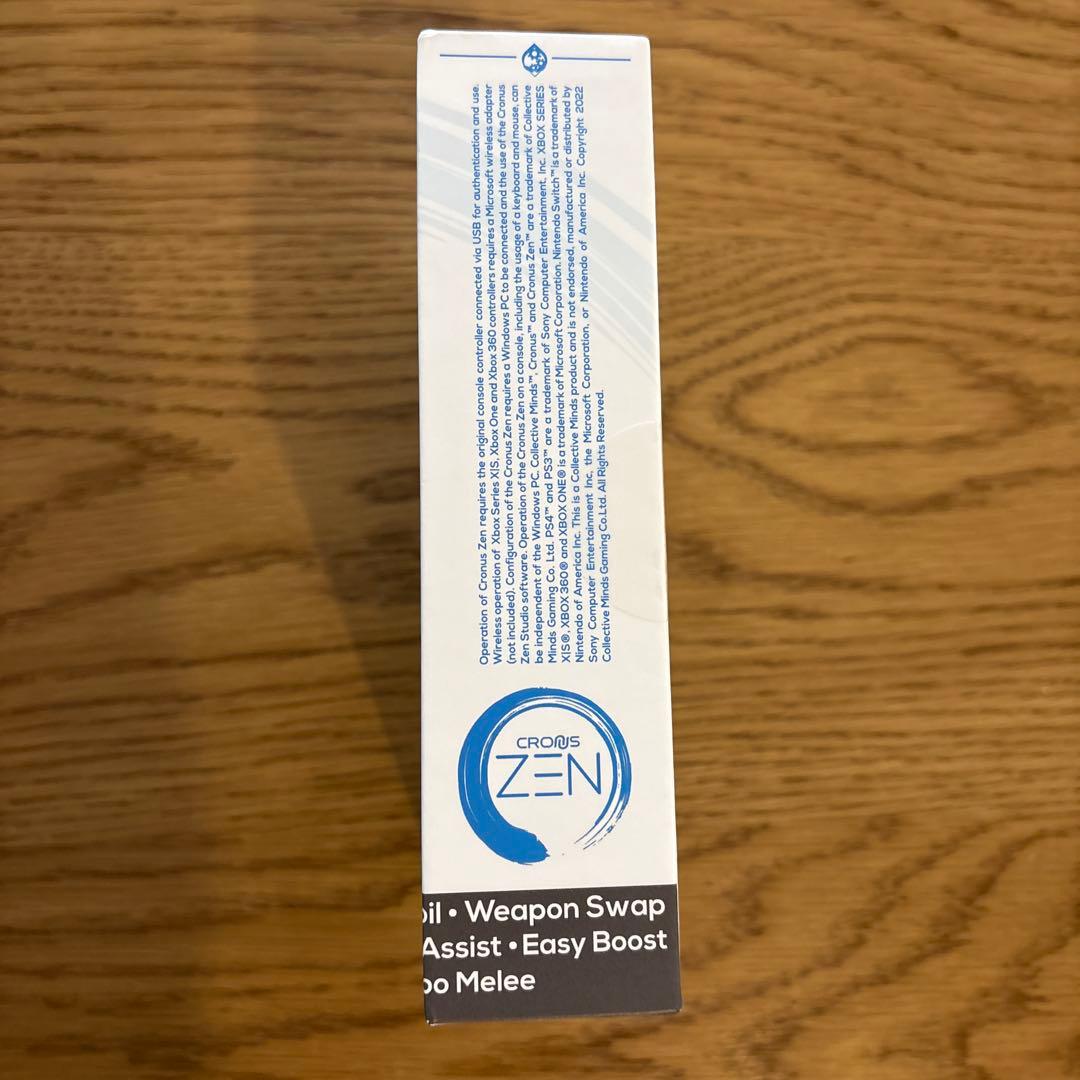 Operation of Cronus Zen requires the original console controller connected via USB for authentication and use.
Wireless operation of Xbox Series X|S, Xbox One and Xbox 360 controllers requires a Microsoft wireless adapter
(not included). Configuration of the Cronus Zen requires a Windows PC to be connected and the use of the Cronus
Zen Studio software. Operation of the Cronus Zen on a console, including the usage of a keyboard and mouse, can
be independent of the Windows PC. Collective Minds™, Cronus™ and Cronus Zen™ are a trademark of Collective
Minds Gaming Co. Ltd. PS4™ and PS3™ are a trademark of Sony Computer Entertainment, Inc. XBOX SERIES
X|S®, XBOX 360® and XBOX ONE® is a trademark of Microsoft Corporation. Nintendo Switch™ is a trademark of
Nintendo of America Inc. This is a Collective Minds product and is not endorsed, manufactured or distributed by
Sony Computer Entertainment Inc, the Microsoft Corporation, or Nintendo of America Inc. Copyright 2022
Collective Minds Gaming Co.Ltd. All Rights Reserved.
CRONUS
ZEN
oil • Weapon Swap
Assist • Easy Boost
oo Melee